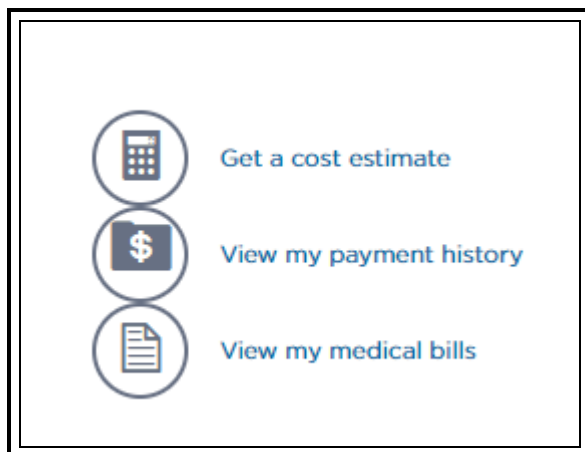 Get a cost estimate
$
View my payment history
View my medical bills